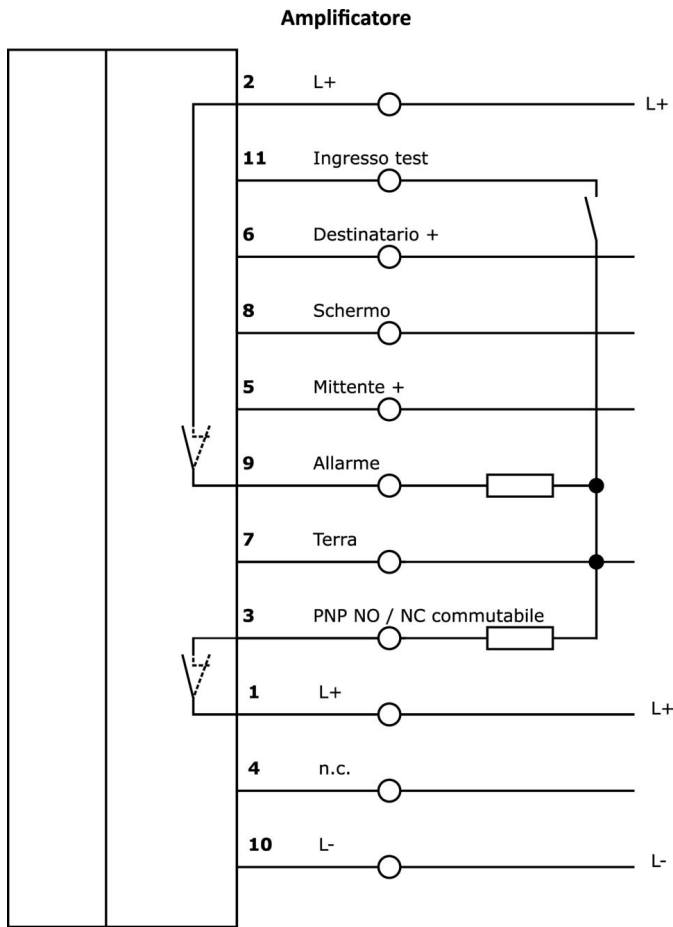 Amplificatore
2 L+
L+
11 Ingresso test
6 Destinatario +
8 Schermo
5 Mittente +
9 Allarme
7 Terra
3 PNP NO / NC commutabile
1 L+
L+
4 n.c.
10 L-
L-